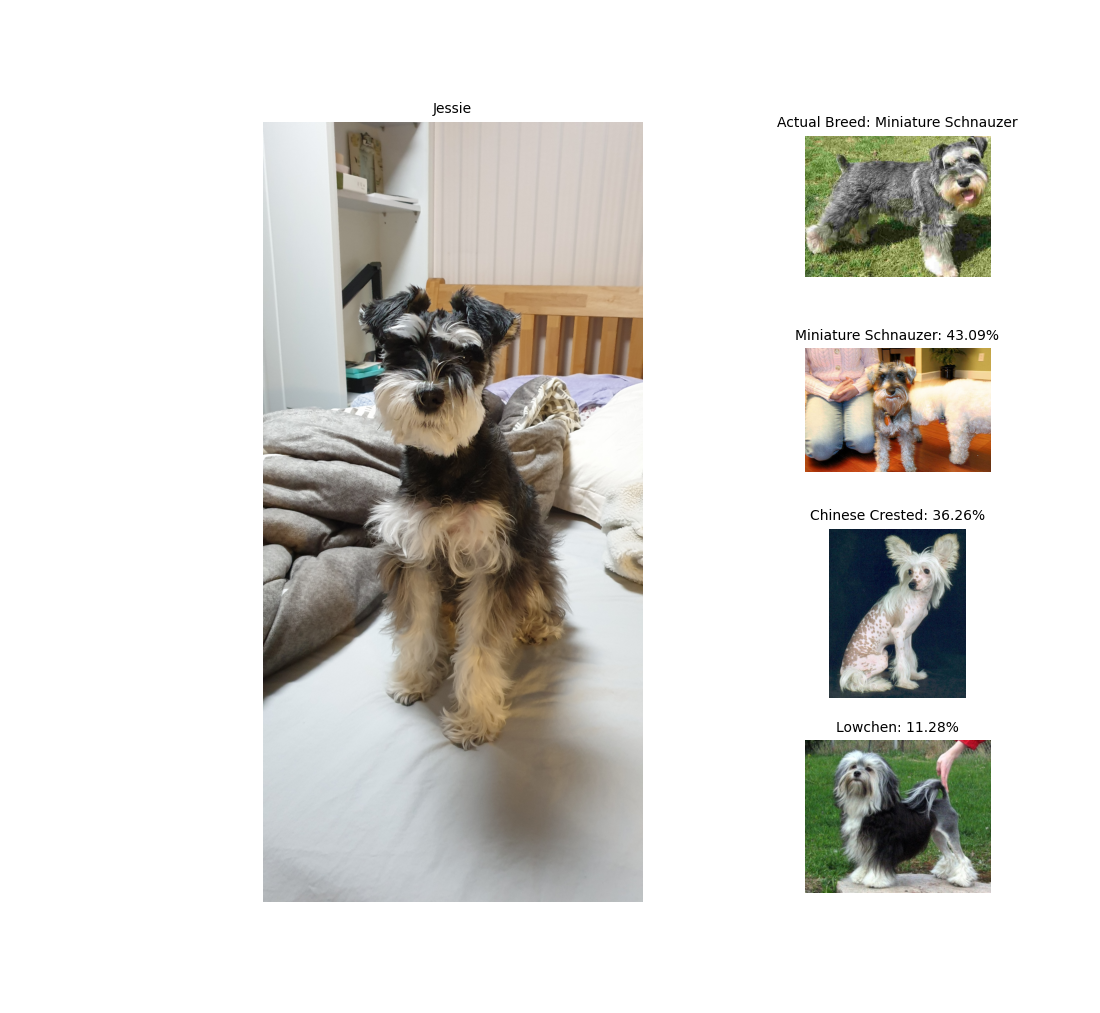 Jessie
Actual Breed: Miniature Schnauzer
Miniature Schnauzer: 43.09%
Chinese Crested: 36.26%
Lowchen: 11.28%